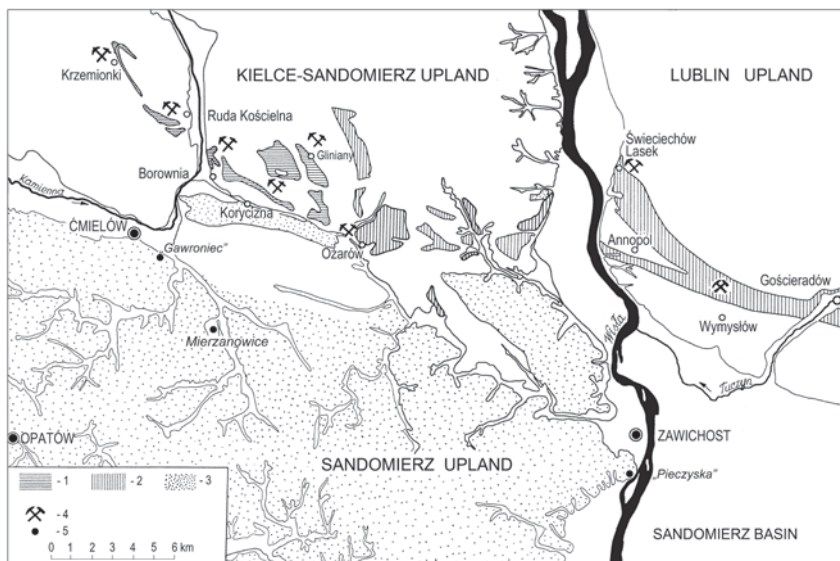 Krzemionki
KIELCE-SANDOMIERZ UPLAND
LUBLIN UPLAND
Ruda Kościelna
Świeciechów
Lasek
Gliniany
Borownia
Kamienna
Korycizna
ĆMIELÓW
Gawroniec”
Ożarów
Annopol
Gościeradów
Wymysłów
Wisła
Mierzanowice
Tuczyn
OPATÓW
ZAWICHOST
SANDOMIERZ UPLAND
„Pieczyska”
SANDOMIERZ BASIN
- 1 - 2 - 3
- 4
- 5
0 1 2 3 4 5 6 km